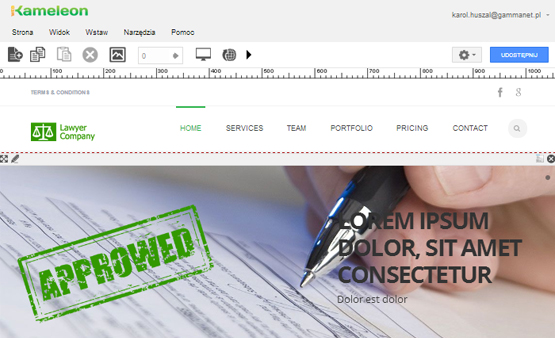 Kameleon
karol.huszal@gammanet.pl
Strona Widok Narzędzia Wstaw Pomoc
0
UDOSTĘPNIJ
0 100 200 300 400 500 600 700 800 900 1000
TERMS & CONDITIONS
Lawyer
Company
HOME SERVICES TEAM PORTFOLIO PRICING CONTACT
APPROWED
LOREM IPSUM
DOLOR, SIT AMET
CONSECTETUR
Dolor est dolor